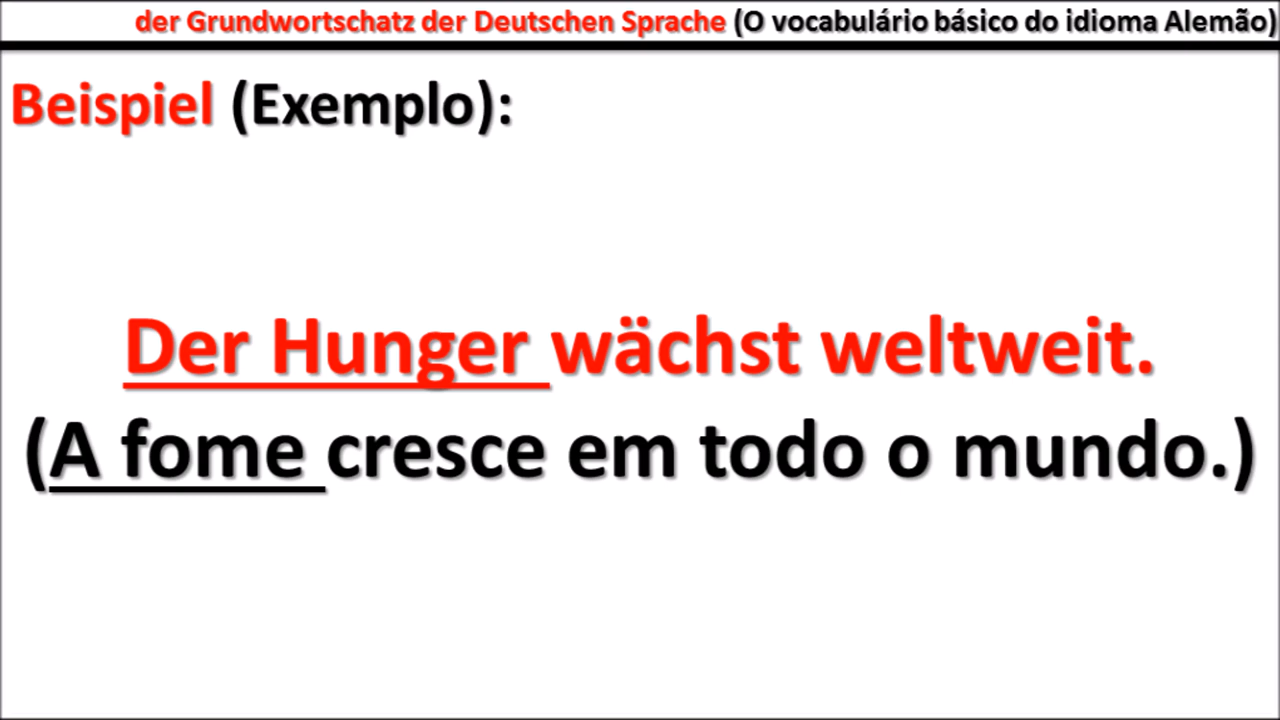 der Grundwortschatz der Deutschen Sprache (O vocabulário básico do idioma Alemão)
Beispiel (Exemplo):
Der Hunger wächst weltweit.
(A fome cresce em todo o mundo.)